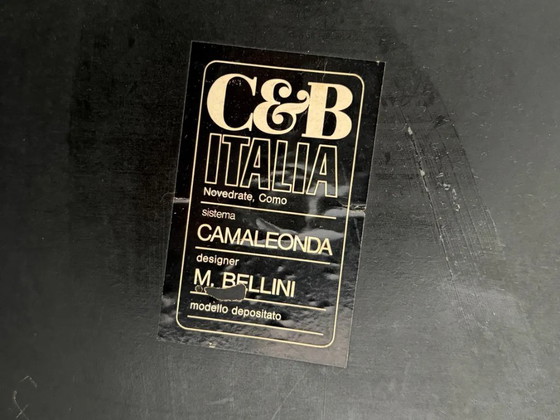 C&B
ITALIA
Novedrate, Como
sistema
CAMALEONDA
designer
M. BELLINI
modello depositato